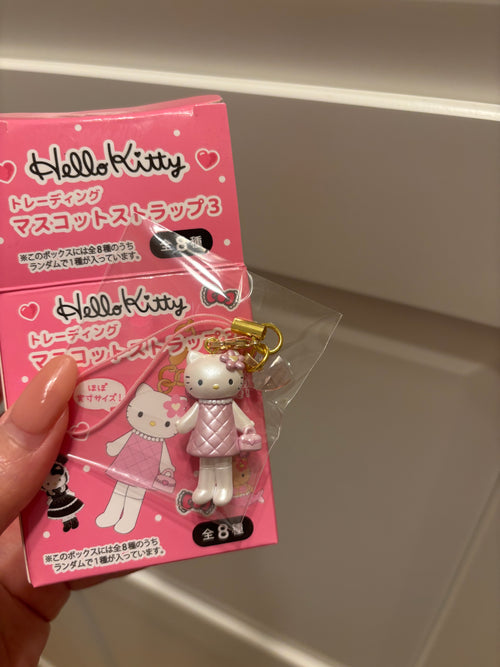 Hello Kitty
トレーディング
マスコットストラップ3
※このボックスには全8種のうち
ランダムで1種が入っています。
全8種
Hello Kitty
トレーディング
マスコットストラップ
ほぼ
実寸サイズ!
全8種
※このボックスには全8種のうち
ランダムで1種が入っています。